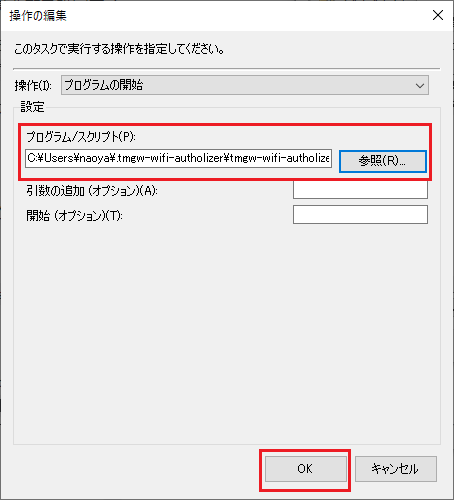 操作の編集
このタスクで実行する操作を指定してください。
操作(I): プログラムの開始
設定
プログラム/スクリプト(P):
C:¥Users¥naoya¥.tmgw-wifi-autholizer¥tmgw-wifi-autholize 参照(R)...
引数の追加 (オプション)(A):
開始 (オプション)(T):
OK キャンセル